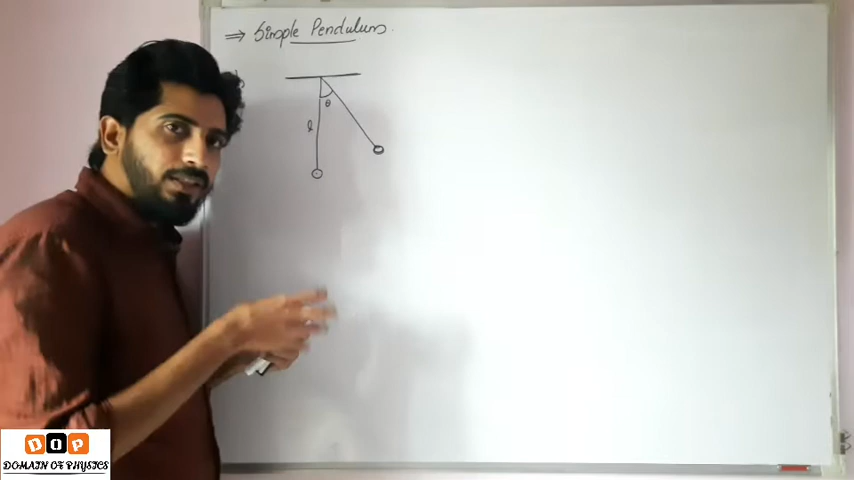 ⇒ Simple Pendulum.
θ
l
DOP
DOMAIN OF PHYSICS